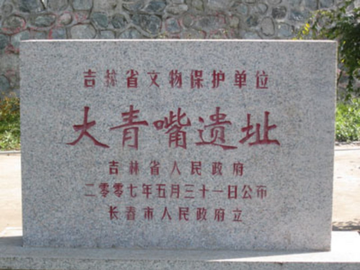 吉林省文物保护单位
大青嘴遗址
吉林省人民政府
二零零七年五月三十一日公布
长春市人民政府立